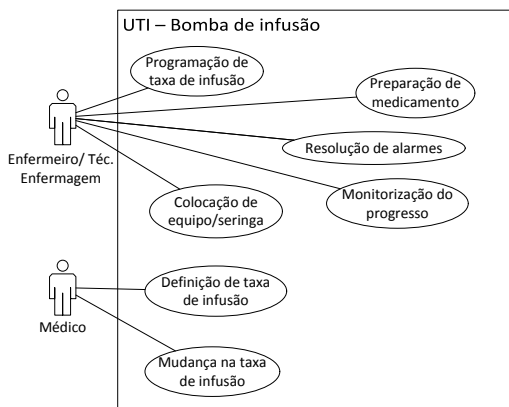 UTI – Bomba de infusão
Programação de
taxa de infusão
Preparação de
medicamento
Enfermeiro/ Téc.
Enfermagem
Resolução de alarmes
Colocação de
equipo/seringa
Monitorização do
progresso
Definição de taxa
de infusão
Médico
Mudança na taxa
de infusão